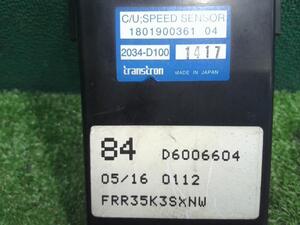 C/U;SPEED SENSOR
1801900361 04
2034-D100 1417
transtron MADE IN JAPAN
84 D6006604
05/16 0112
FRR35K3SXNW